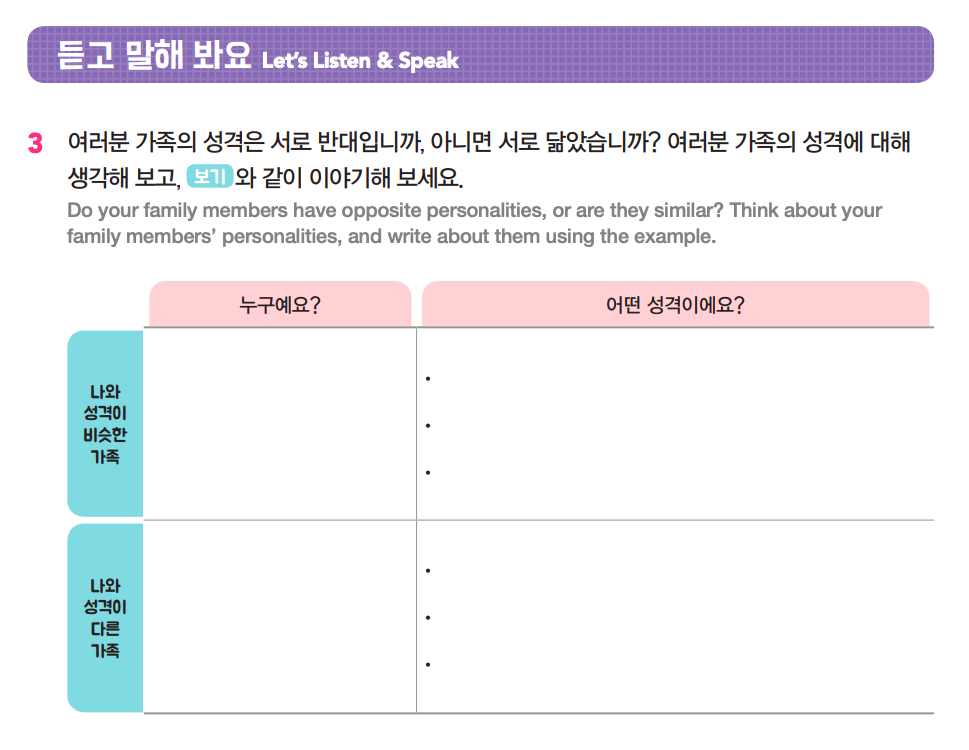 듣고 말해 봐요 Let's Listen & Speak
3 여러분 가족의 성격은 서로 반대입니까, 아니면 서로 닮았습니까? 여러분 가족의 성격에 대해
생각해 보고, 보기와 같이 이야기해 보세요.
Do your family members have opposite personalities, or are they similar? Think about your
family members' personalities, and write about them using the example.
누구예요? 어떤 성격이에요?
나와
성격이
비슷한
가족
•
•
•
나와
성격이
다른
가족
•
•
•